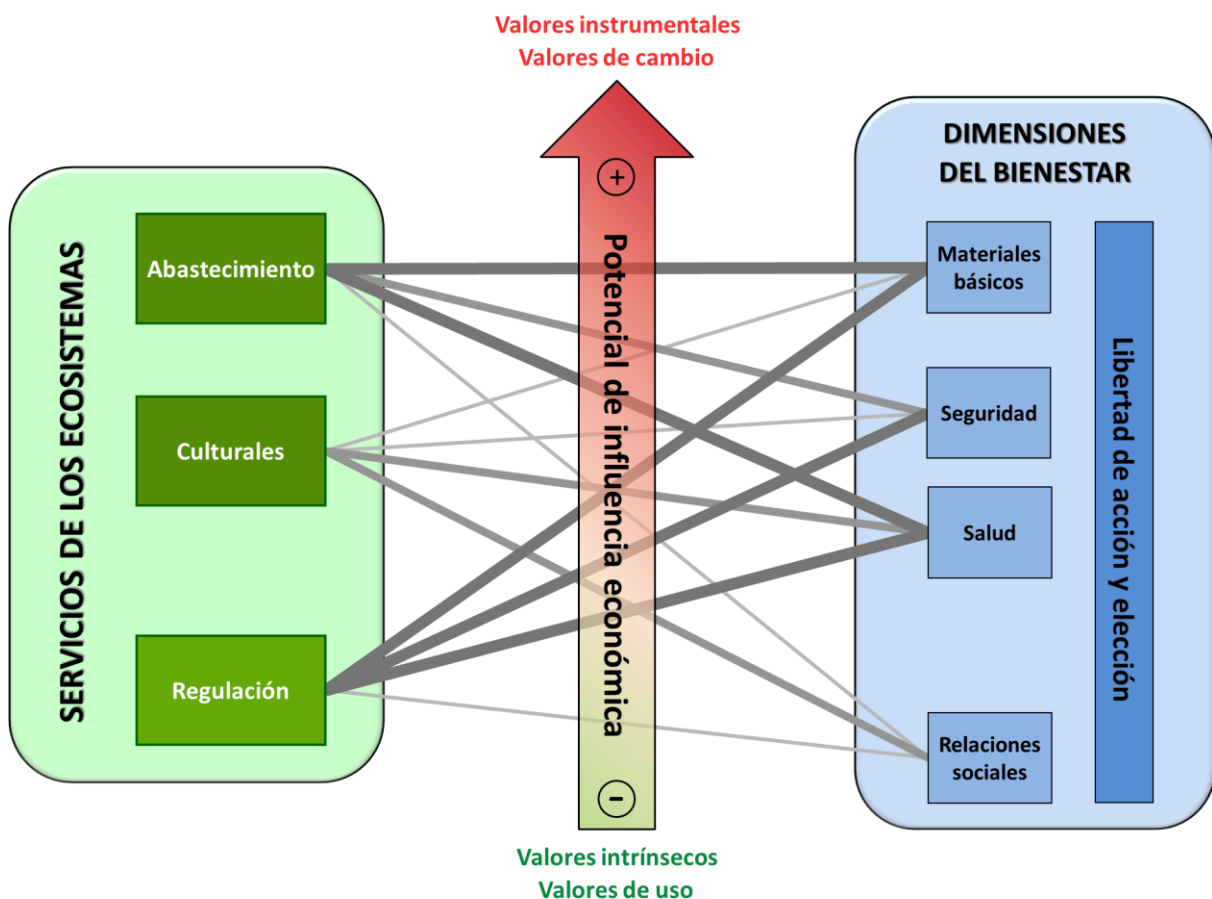 Valores instrumentales
Valores de cambio
SERVICIOS DE LOS ECOSISTEMAS
Abastecimiento
Culturales
Regulación
+
Potencial de influencia económica
-
DIMENSIONES
DEL BIENESTAR
Materiales
básicos
Seguridad
Salud
Relaciones
sociales
Libertad de acción y elección
Valores intrínsecos
Valores de uso